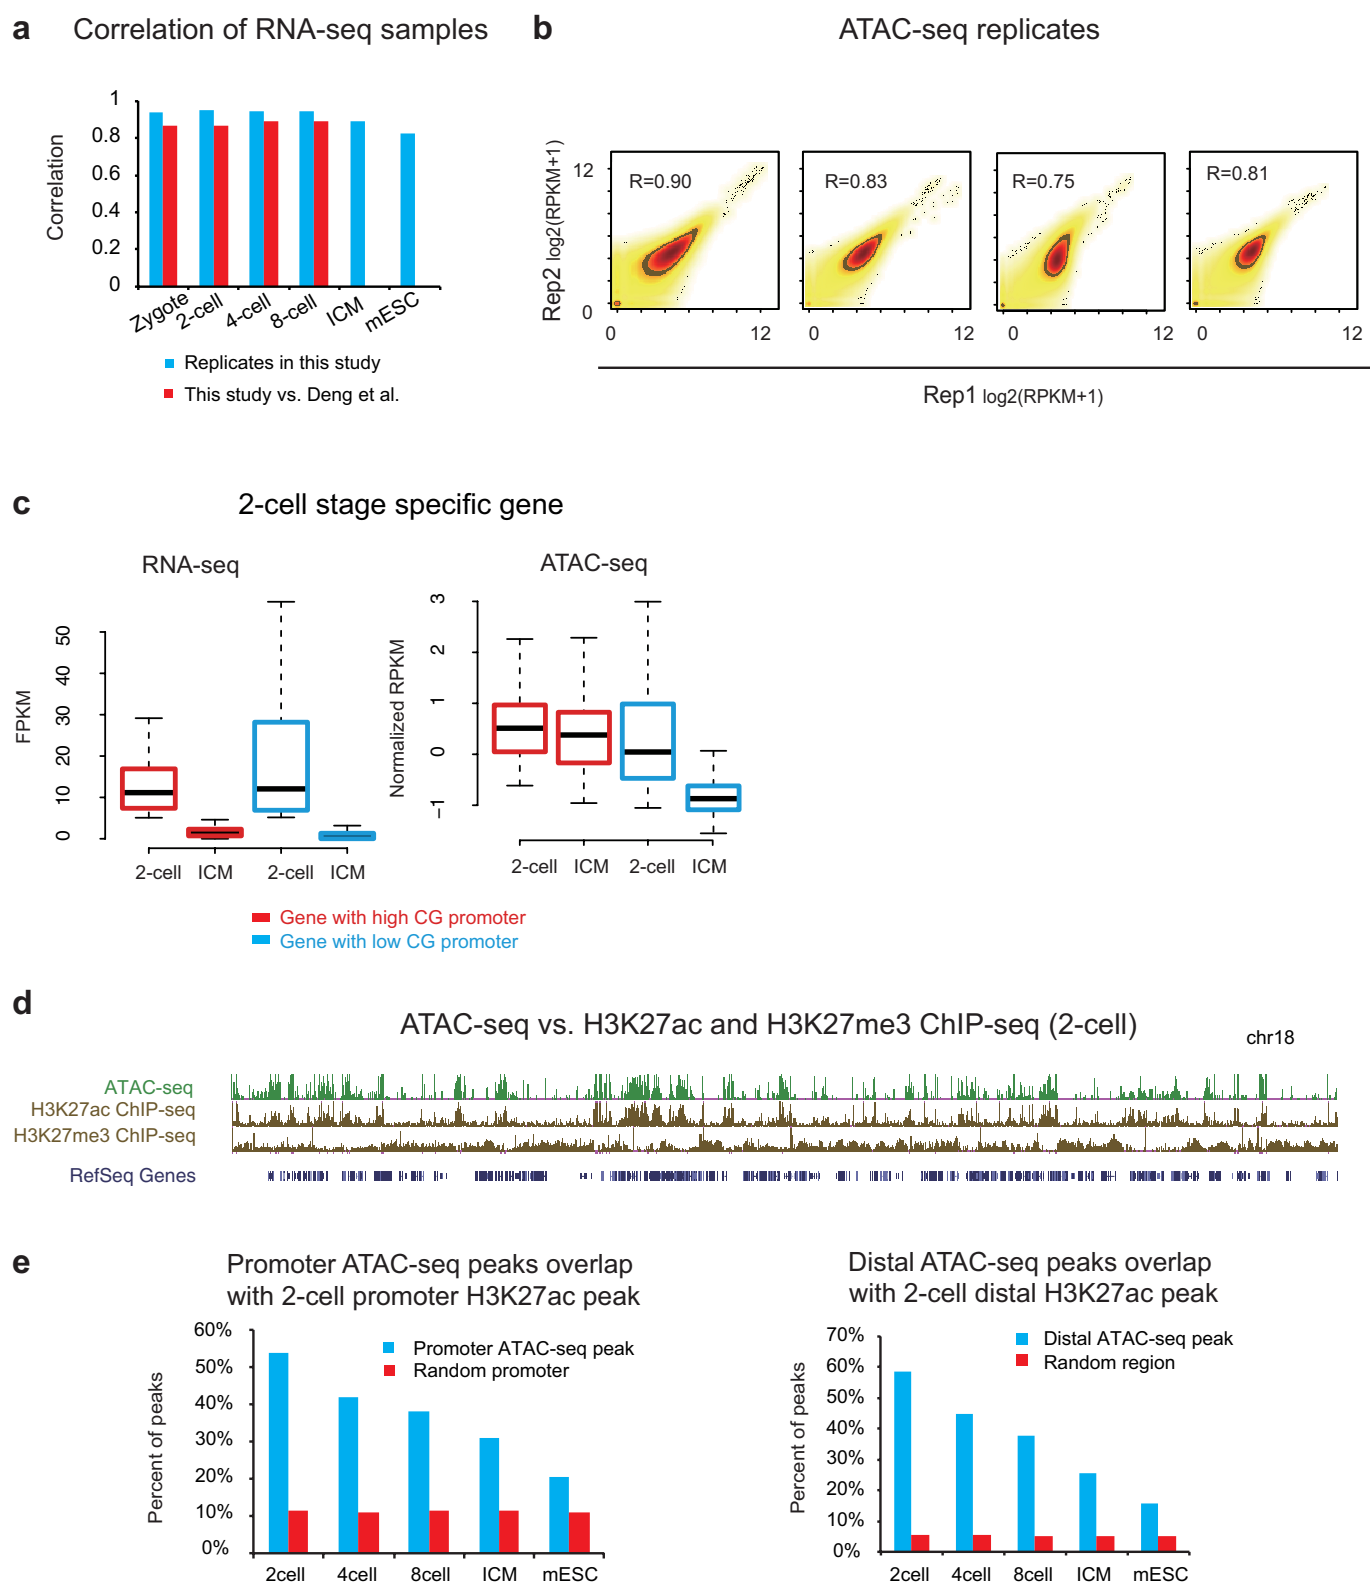 a Correlation of RNA-seq samples
Correlation
1
0.8
0.6
0.4
0.2
0
Zygote 2-cell 4-cell 8-cell ICM mESC
Replicates in this study
This study vs. Deng et al.
b ATAC-seq replicates
Rep2 log2(RPKM+1)
12
0
R=0.90 R=0.83 R=0.75 R=0.81
0 12 0 12 0 12 0 12
Rep1 log2(RPKM+1)
c 2-cell stage specific gene
RNA-seq
FPKM
50
40
30
20
10
0
2-cell ICM 2-cell ICM
ATAC-seq
Normalized RPKM
3
2
1
0
−1
2-cell ICM 2-cell ICM
Gene with high CG promoter
Gene with low CG promoter
d
ATAC-seq vs. H3K27ac and H3K27me3 ChIP-seq (2-cell)
chr18
ATAC-seq
H3K27ac ChIP-seq
H3K27me3 ChIP-seq
RefSeq Genes
e
Promoter ATAC-seq peaks overlap
with 2-cell promoter H3K27ac peak
Percent of peaks
60%
50%
40%
30%
20%
10%
0%
Promoter ATAC-seq peak
Random promoter
2cell 4cell 8cell ICM mESC
Distal ATAC-seq peaks overlap
with 2-cell distal H3K27ac peak
Percent of peaks
70%
60%
50%
40%
30%
20%
10%
0%
Distal ATAC-seq peak
Random region
2cell 4cell 8cell ICM mESC